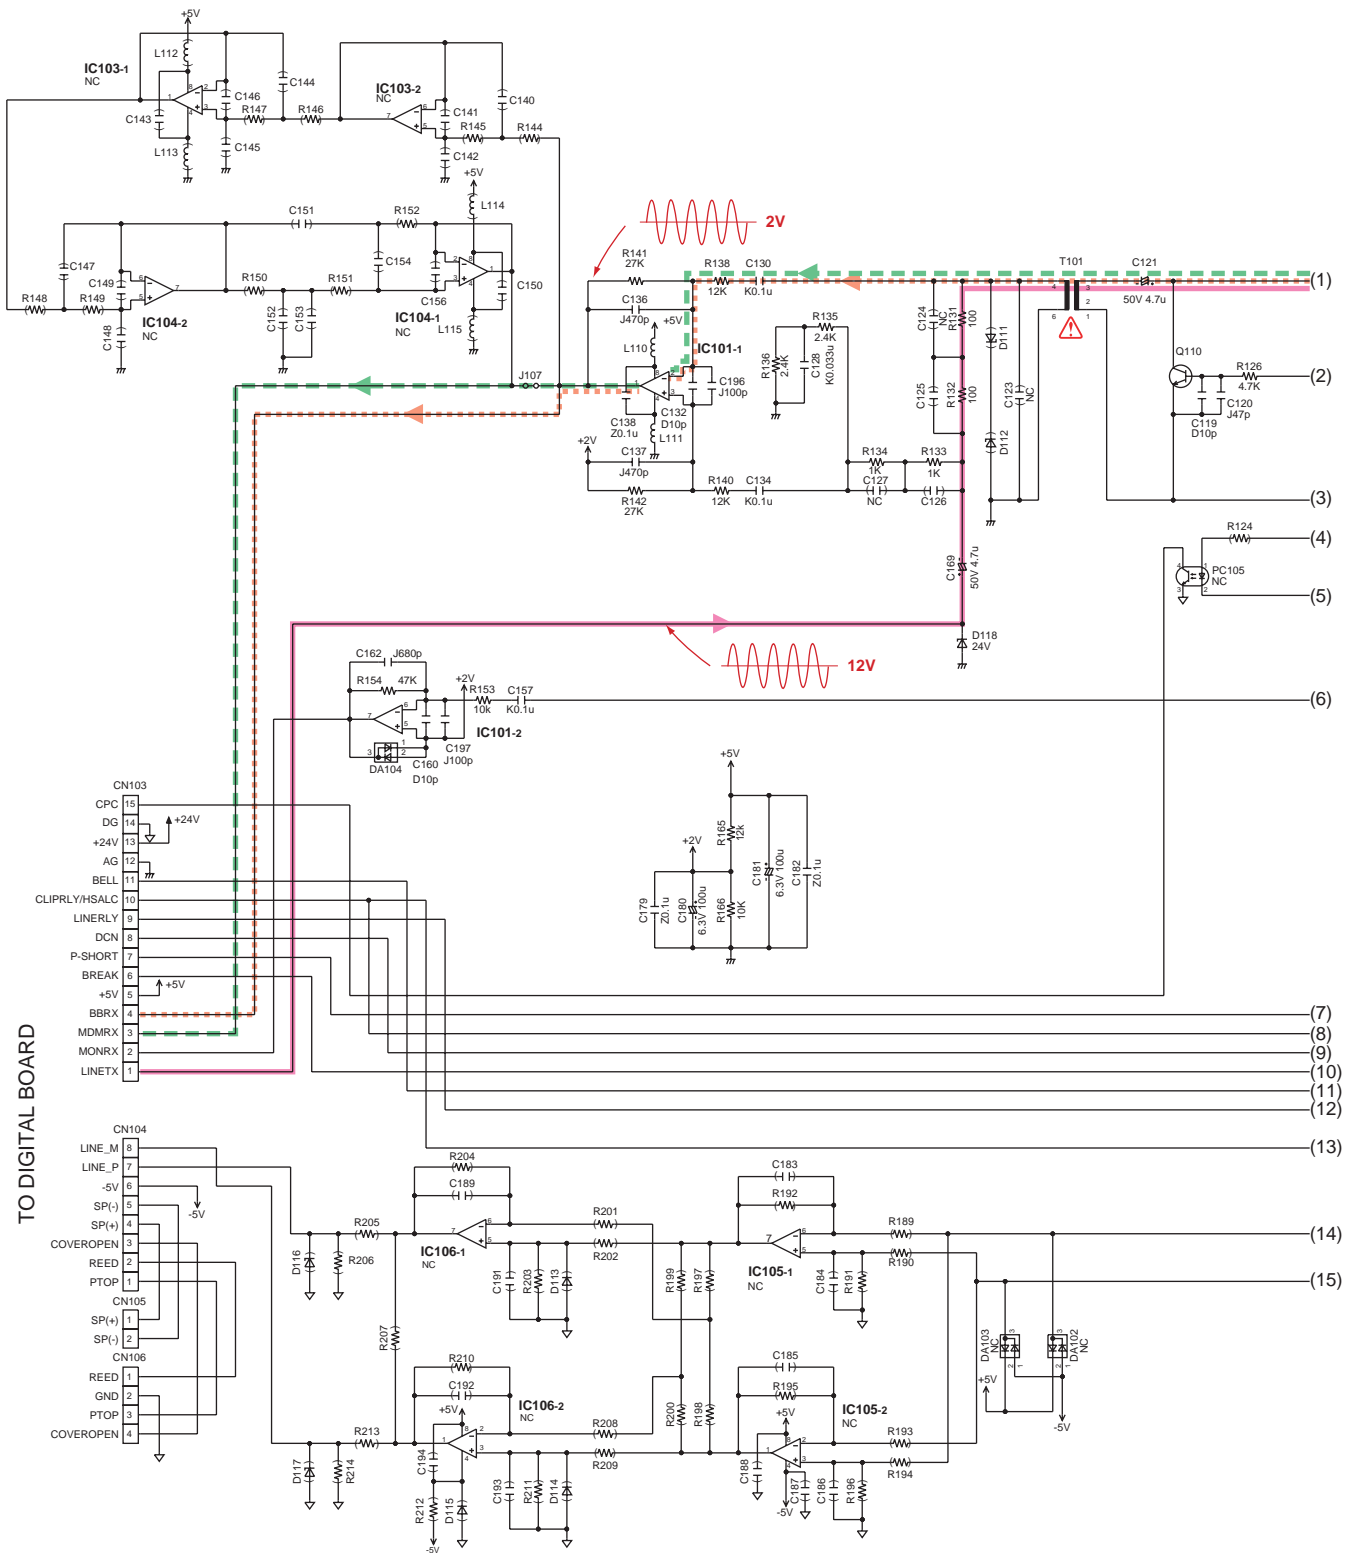 +5V
L112
IC103-1
NC
C144
C146
C143
R147
R146
C145
L113
IC103-2
NC
C140
C141
R145
R144
C142
+5V
L114
C151
R152
C147
C149
R148
R149
C148
IC104-2
NC
R150
R151
C152
C153
C154
C156
IC104-1
NC
C150
L115
2V
R141
27K
R138
12K
C130
K0.1u
C136
J470p
+5V
L110
IC101-1
C196
J100p
C132
D10p
C138
Z0.1u
L111
J107
+2V
C137
J470p
R142
27K
R140
12K
C134
K0.1u
R135
2.4K
R136
2.4K
C128
K0.033u
R134
1K
R133
1K
C127
NC
C126
C124
NC
R131
100
C125
R132
100
D111
D112
C123
NC
T101
4
3
2
6
1
C121
50V 4.7u
Q110
R126
4.7K
C120
J47p
C119
D10p
(1)
(2)
(3)
R124
(4)
PC105
NC
(5)
C169
50V 4.7u
D118
24V
12V
C162
J680p
R154
47K
+2V
R153
10k
C157
K0.1u
IC101-2
C197
J100p
C160
D10p
DA104
(6)
+5V
R165
12k
+2V
C181
6.3V 100u
C182
Z0.1u
C179
Z0.1u
C180
6.3V 100u
R166
10K
TO DIGITAL BOARD
CN103
CPC 15
DG 14
+24V 13
+24V
AG 12
BELL 11
CLIPRLY/HSALC 10
LINERLY 9
DCN 8
P-SHORT 7
BREAK 6
+5V 5
+5V
BBRX 4
MDMRX 3
MONRX 2
LINETX 1
(7)
(8)
(9)
(10)
(11)
(12)
(13)
CN104
LINE_M 8
LINE_P 7
-5V 6
-5V
SP(-) 5
SP(+) 4
COVEROPEN 3
REED 2
PTOP 1
CN105
SP(+) 1
SP(-) 2
CN106
REED 1
GND 2
PTOP 3
COVEROPEN 4
R204
C189
R205
D116
R206
IC106-1
NC
R201
R202
C191
R203
D113
R199
R197
C183
R192
IC105-1
NC
R189
R190
C184
R191
(14)
(15)
DA103
NC
DA102
NC
+5V
-5V
R207
R210
C192
+5V
IC106-2
NC
R213
D117
R214
C194
R212
-5V
D115
R208
R209
C193
R211
D114
R200
R198
C185
R195
+5V
IC105-2
NC
R193
R194
C188
C187
-5V
C186
R196